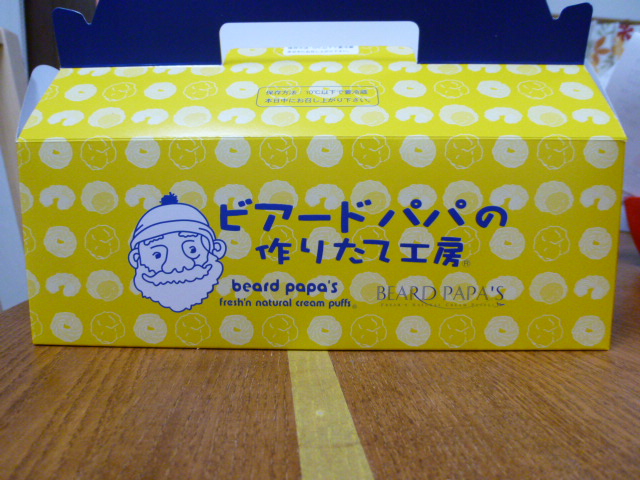 保存方法 10℃以下で要冷蔵
本日中にお召し上がり下さい。
ビアードパパの
作りたて工房®
beard papa's
fresh'n natural cream puffs®
BEARD PAPA'S